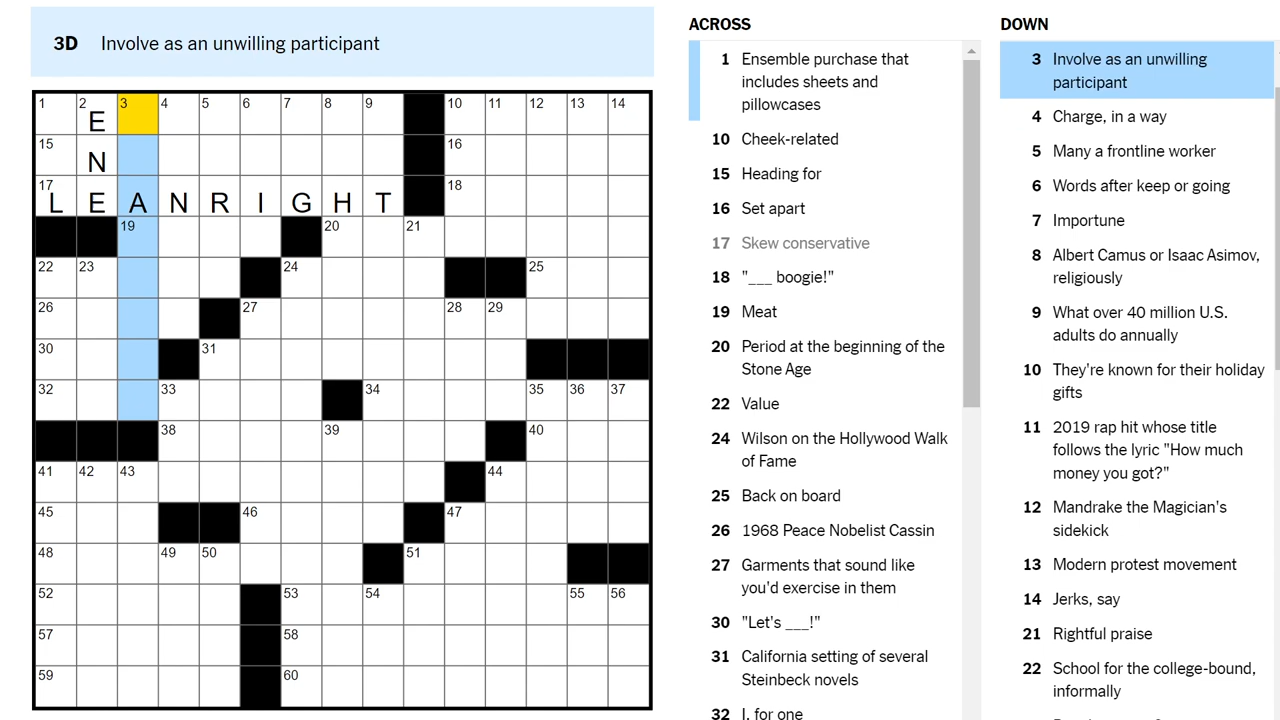 3D Involve as an unwilling participant
1 2 3 4 5 6 7 8 9 10 11 12 13 14
E
15 16
N
17 18
L E A N R I G H T
19 20 21
22 23 24 25
26 27 28 29
30 31
32 33 34 35 36 37
38 39 40
41 42 43 44
45 46 47
48 49 50 51
52 53 54 55 56
57 58
59 60
ACROSS
1 Ensemble purchase that
includes sheets and
pillowcases
10 Cheek-related
15 Heading for
16 Set apart
17 Skew conservative
18 "___ boogie!"
19 Meat
20 Period at the beginning of the
Stone Age
22 Value
24 Wilson on the Hollywood Walk
of Fame
25 Back on board
26 1968 Peace Nobelist Cassin
27 Garments that sound like
you'd exercise in them
30 "Let's ___!"
31 California setting of several
Steinbeck novels
32 I, for one
DOWN
3 Involve as an unwilling
participant
4 Charge, in a way
5 Many a frontline worker
6 Words after keep or going
7 Importune
8 Albert Camus or Isaac Asimov,
religiously
9 What over 40 million U.S.
adults do annually
10 They're known for their holiday
gifts
11 2019 rap hit whose title
follows the lyric "How much
money you got?"
12 Mandrake the Magician's
sidekick
13 Modern protest movement
14 Jerks, say
21 Rightful praise
22 School for the college-bound,
informally